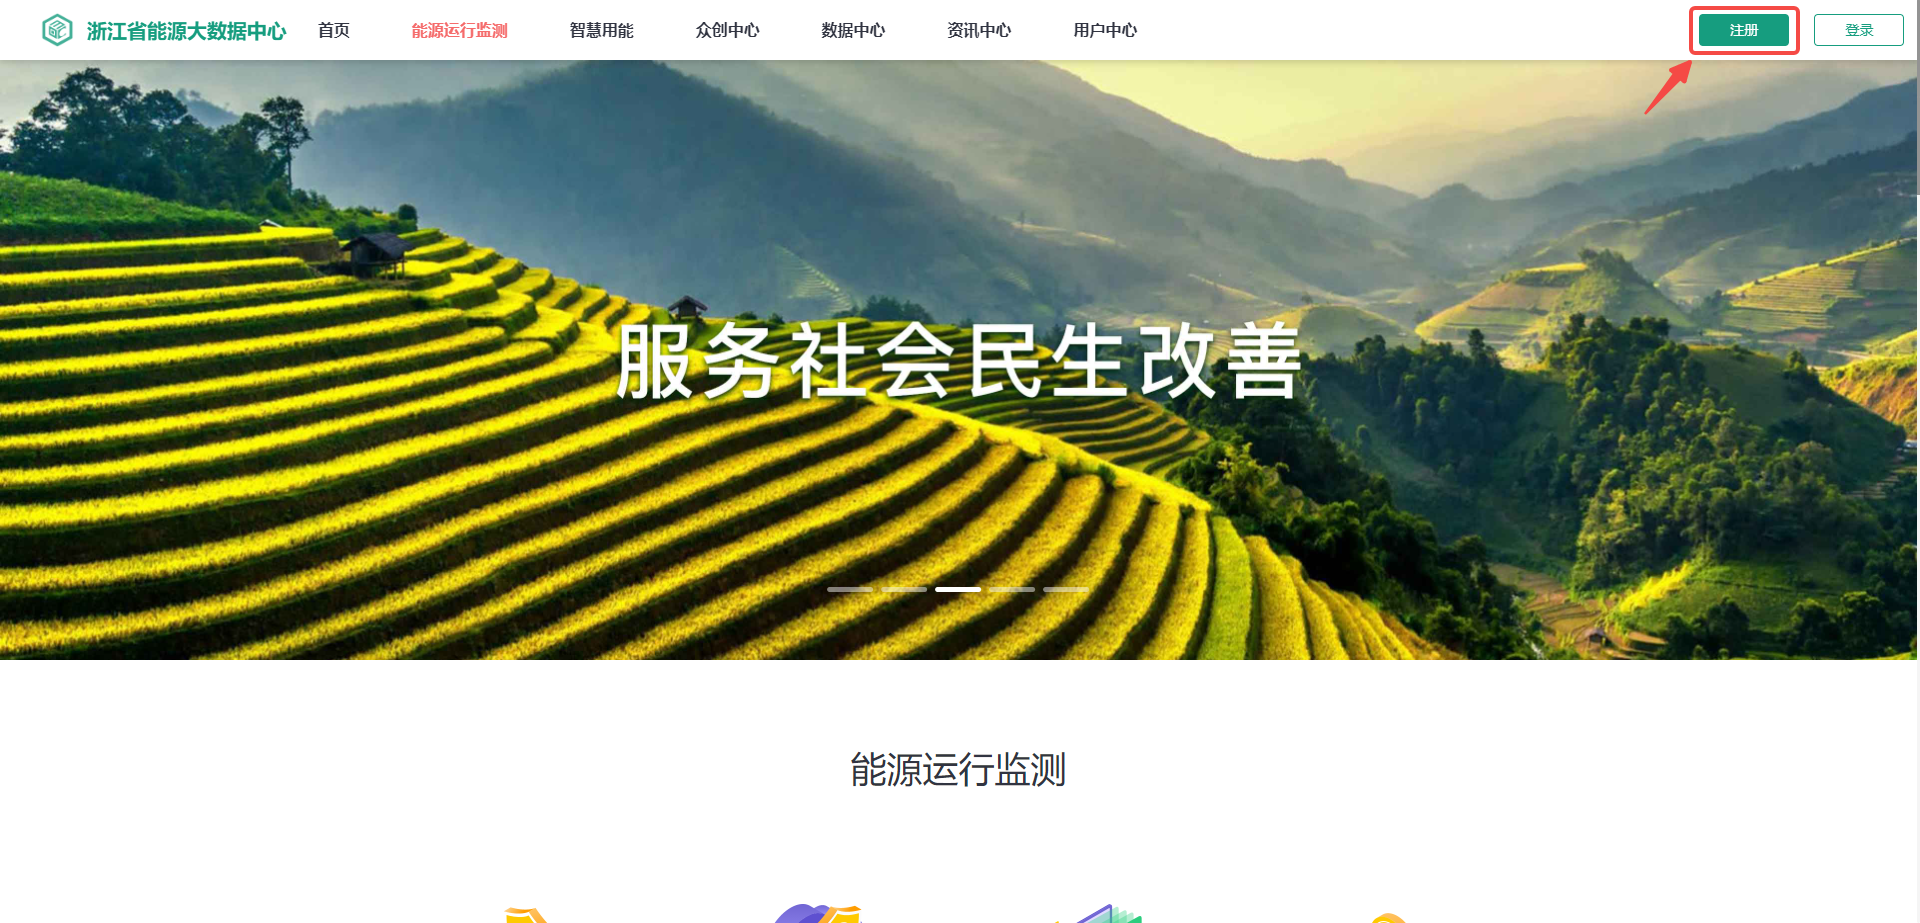 浙江省能源大数据中心
首页
能源运行监测
智慧用能
众创中心
数据中心
资讯中心
用户中心
注册
登录
服务社会民生改善
能源运行监测